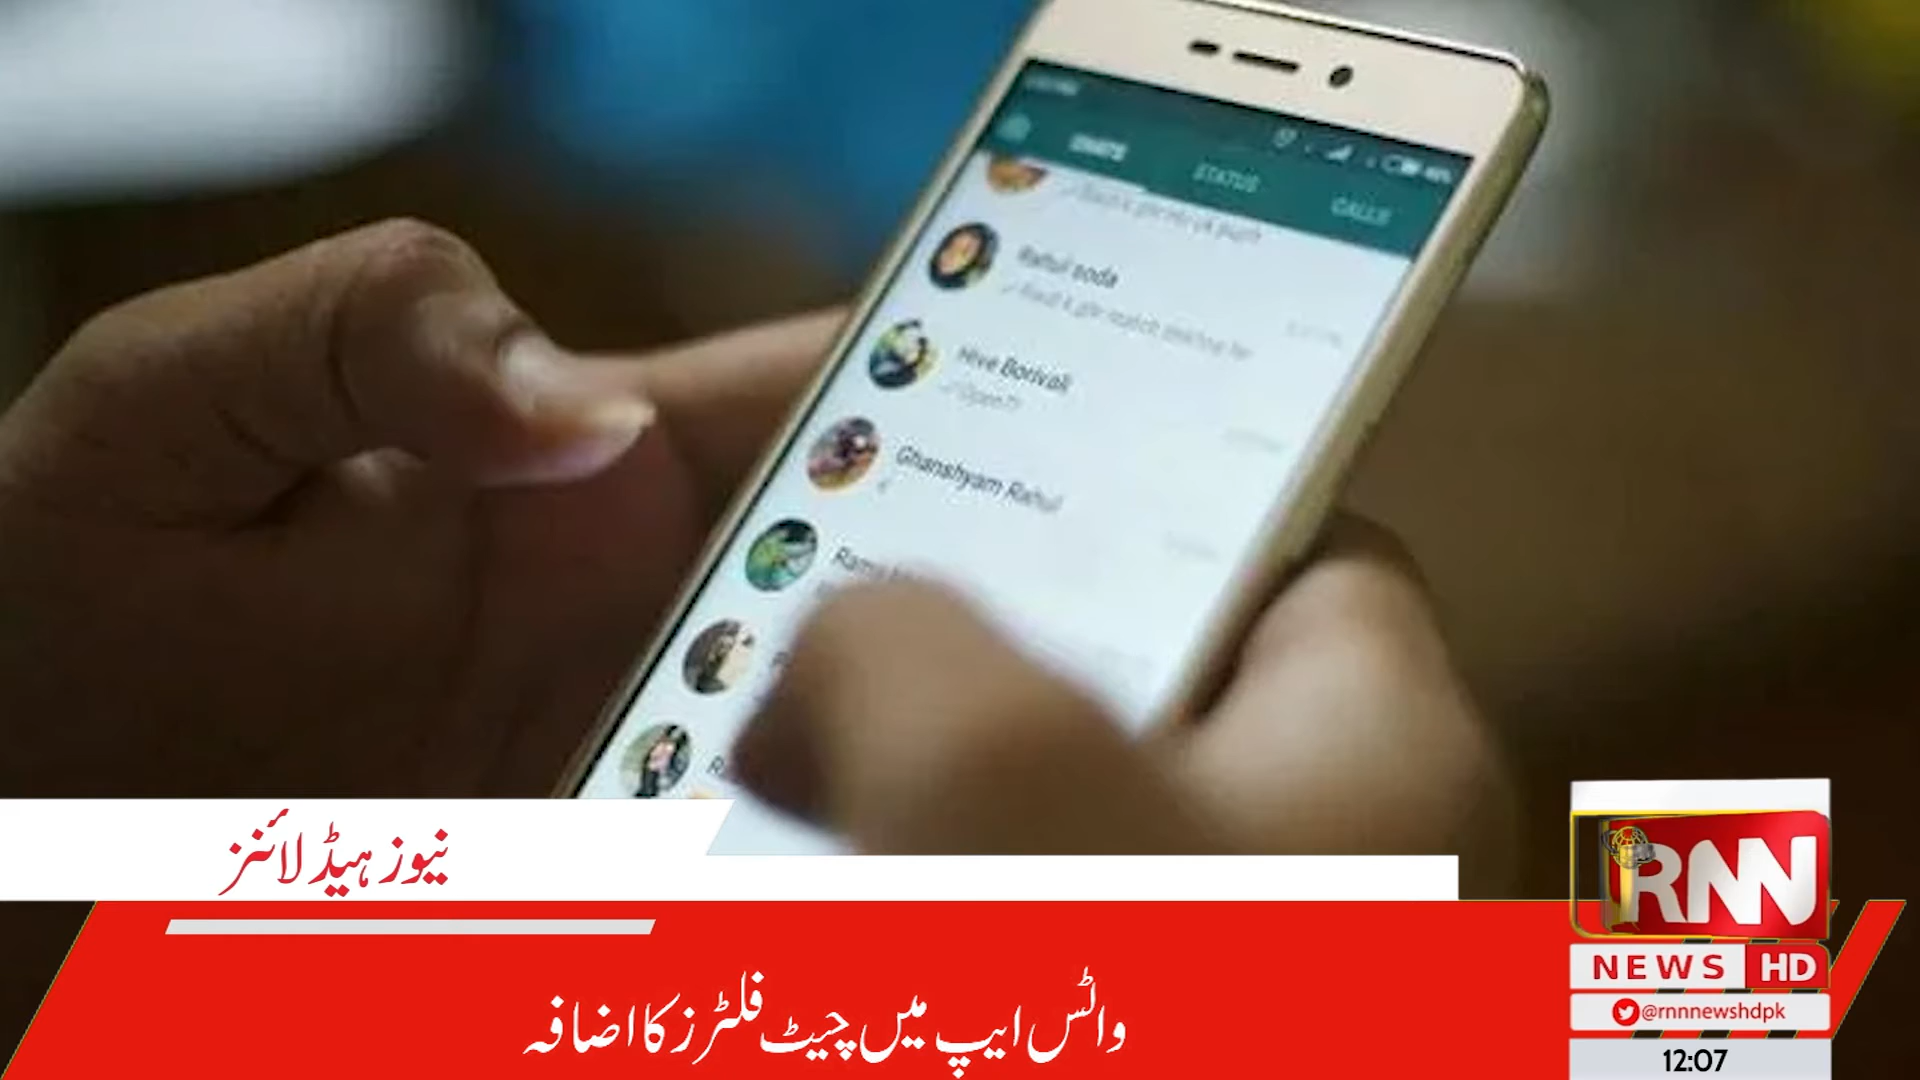 STATUS
CALLS
Rahul soda
Hive Borivali
Ghanshyam Rahul
نیوز ہیڈ لائنز
واٹس ایپ میں چیٹ فلٹرز کا اضافہ
RNN
NEWS HD
@rnnnewshdpk
12:07